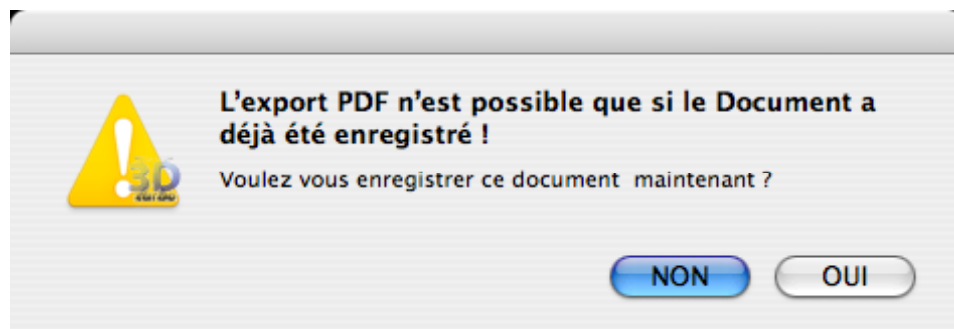 L'export PDF n'est possible que si le Document a
déjà été enregistré !
Voulez vous enregistrer ce document  maintenant ?
3D
NON
OUI